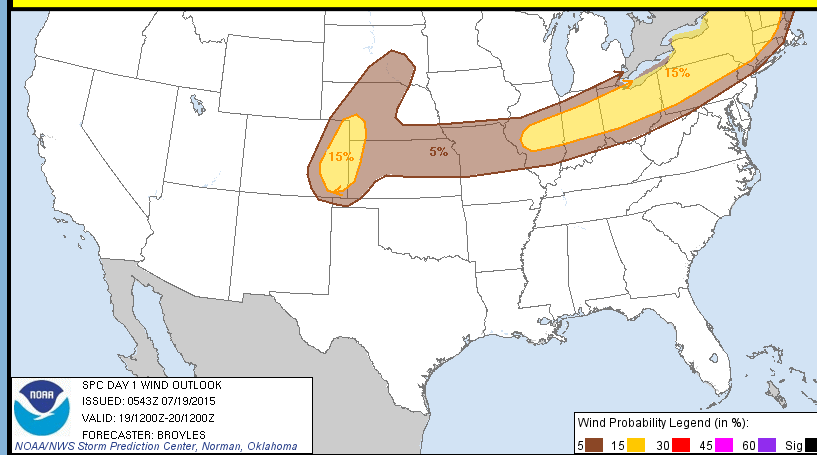 15%
15%
5%
NOAA
SPC DAY 1 WIND OUTLOOK
ISSUED: 0543Z 07/19/2015
VALID: 19/1200Z-20/1200Z
FORECASTER: BROYLES
NOAA/NWS Storm Prediction Center, Norman, Oklahoma
Wind Probability Legend (in %):
5 15 30 45 60 Sig